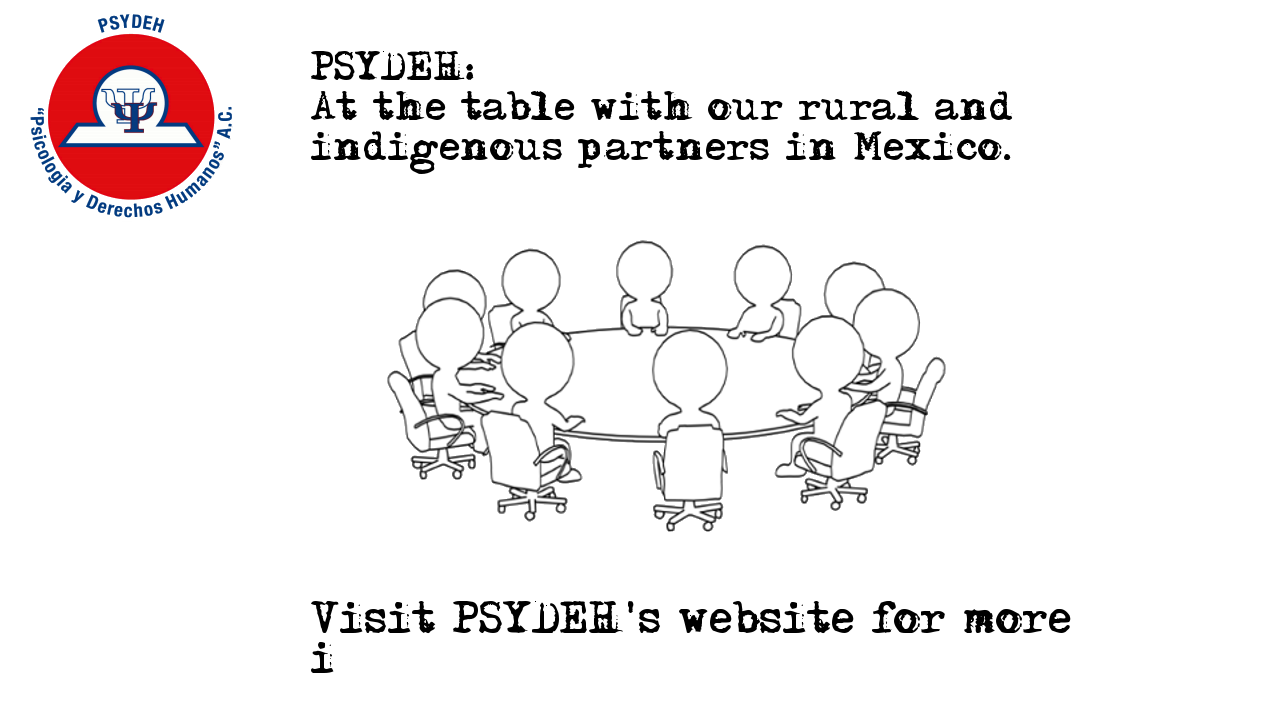 PSYDEH
"Psicología y Derechos Humanos" A.C.
PSYDEH:
At the table with our rural and
indigenous partners in Mexico.
Visit PSYDEH's website for more
i